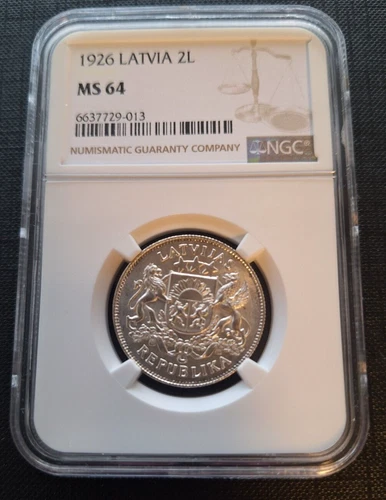 1926 LATVIA 2L
MS 64
6637729-013
NUMISMATIC GUARANTY COMPANY
NGC
LATVIJAS
REPUBLIKA